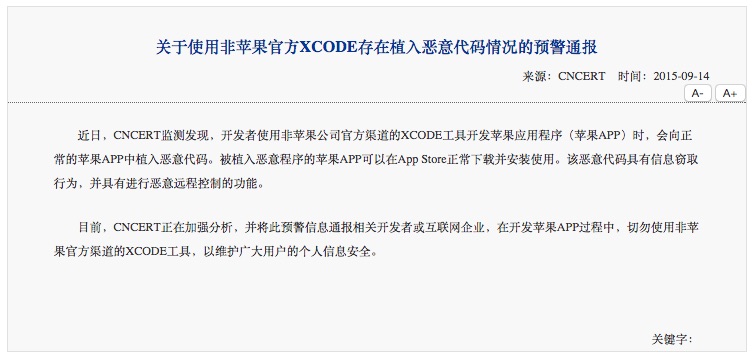 关于使用非苹果官方XCODE存在植入恶意代码情况的预警通报
来源：CNCERT 时间：2015-09-14
A- A+
近日，CNCERT监测发现，开发者使用非苹果公司官方渠道的XCODE工具开发苹果应用程序（苹果APP）时，会向正
常的苹果APP中植入恶意代码。被植入恶意程序的苹果APP可以在App Store正常下载并安装使用。该恶意代码具有信息窃取
行为，并具有进行恶意远程控制的功能。
目前，CNCERT正在加强分析，并将此预警信息通报相关开发者或互联网企业，在开发苹果APP过程中，切勿使用非苹
果官方渠道的XCODE工具，以维护广大用户的个人信息安全。
关键字：